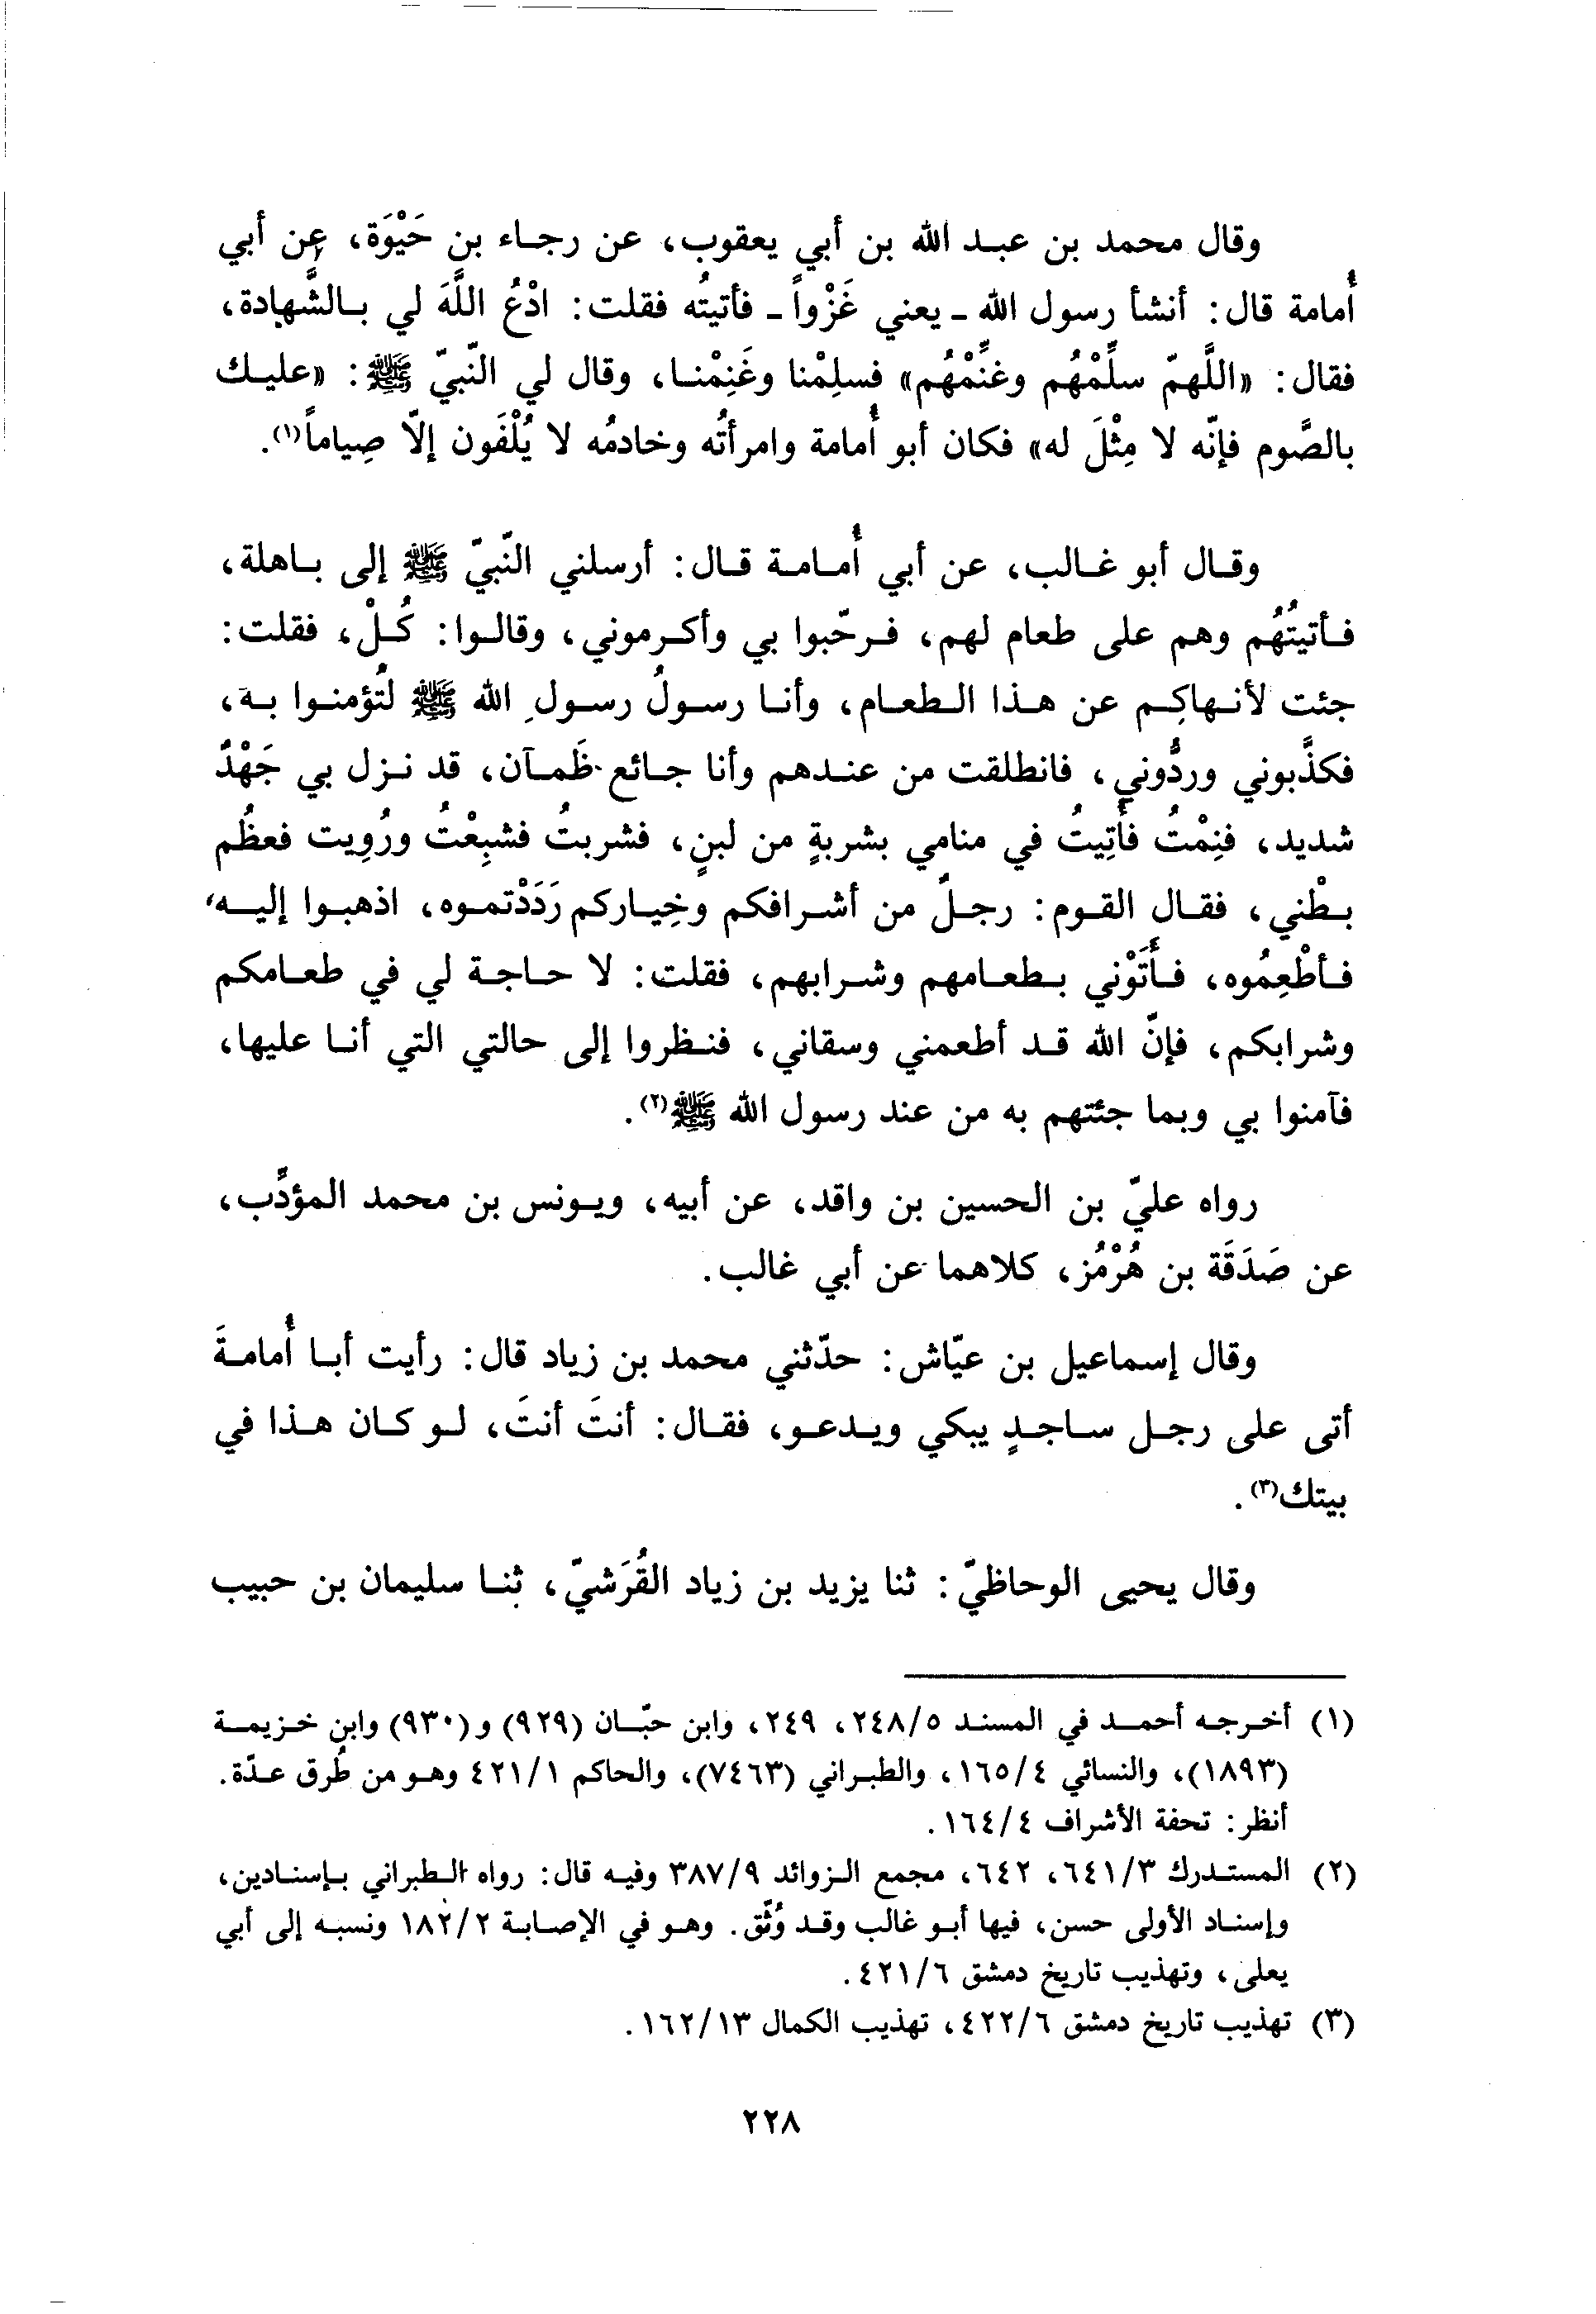 وقال محمد بن عبد الله بن أبي يعقوب، عن رجاء بن حَيْوَة، عن أبي
أُمامة قال: أنشأ رسول الله ـ يعني غَزْواً ـ فأتيتُه فقلت: ادْعُ اللَّهَ لي بالشَّهادة،
فقال: «اللَّهمّ سلِّمْهُم وغنِّمْهُم» فسلِمْنا وغَنِمْنا، وقال لي النّبيّ ﷺ: «عليك
بالصَّوم فإنّه لا مِثْلَ له» فكان أبو أُمامة وامرأتُه وخادمُه لا يُلْفَون إلّا صِياماً(١).
وقال أبو غالب، عن أبي أُمامة قال: أرسلني النّبيّ ﷺ إلى باهلة،
فأتيتُهُم وهم على طعام لهم، فرحّبوا بي وأكرموني، وقالوا: كُلْ، فقلت:
جئت لأنهاكم عن هذا الطعام، وأنا رسولُ رسول الله ﷺ لتُؤمنوا به،
فكذَّبوني وردُّوني، فانطلقت من عندهم وأنا جائع ظَمآن، قد نزل بي جَهْدٌ
شديد، فنِمْتُ فأُتِيتُ في منامي بشربةٍ من لبنٍ، فشربتُ فشبِعْتُ ورُوِيت فعظُم
بطْني، فقال القوم: رجلٌ من أشرافكم وخِياركم رَدَدْتموه، اذهبوا إليه
فأطْعِمُوه، فأَتَوْني بطعامهم وشرابهم، فقلت: لا حاجة لي في طعامكم
وشرابكم، فإنّ الله قد أطعمني وسقاني، فنظروا إلى حالتي التي أنا عليها،
فآمنوا بي وبما جئتهم به من عند رسول الله ﷺ(٢).
رواه عليّ بن الحسين بن واقد، عن أبيه، ويونس بن محمد المؤدِّب،
عن صَدَقَة بن هُرْمُز، كلاهما عن أبي غالب.
وقال إسماعيل بن عيّاش: حدّثني محمد بن زياد قال: رأيت أبا أُمامةَ
أتى على رجل ساجدٍ يبكي ويدعو، فقال: أنتَ أنتَ، لو كان هذا في
بيتك(٣).
وقال يحيى الوحاظيّ: ثنا يزيد بن زياد القُرَشيّ، ثنا سليمان بن حبيب
(١) أخرجه أحمد في المسند ٢٤٨/٥، ٢٤٩، وابن حبّان (٩٢٩) و(٩٣٠) وابن خزيمة
(١٨٩٣)، والنسائي ١٦٥/٤، والطبراني (٧٤٦٣)، والحاكم ٤٢١/١ وهو من طُرق عدّة.
أنظر: تحفة الأشراف ١٦٤/٤.
(٢) المستدرك ٦٤١/٣، ٦٤٢، مجمع الزوائد ٣٨٧/٩ وفيه قال: رواه الطبراني بإسنادين،
وإسناد الأولى حسن، فيها أبو غالب وقد وُثِّق. وهو في الإصابة ١٨٢/٢ ونسبه إلى أبي
يعلى، وتهذيب تاريخ دمشق ٤٢١/٦.
(٣) تهذيب تاريخ دمشق ٤٢٢/٦، تهذيب الكمال ١٦٢/١٣.
٢٢٨